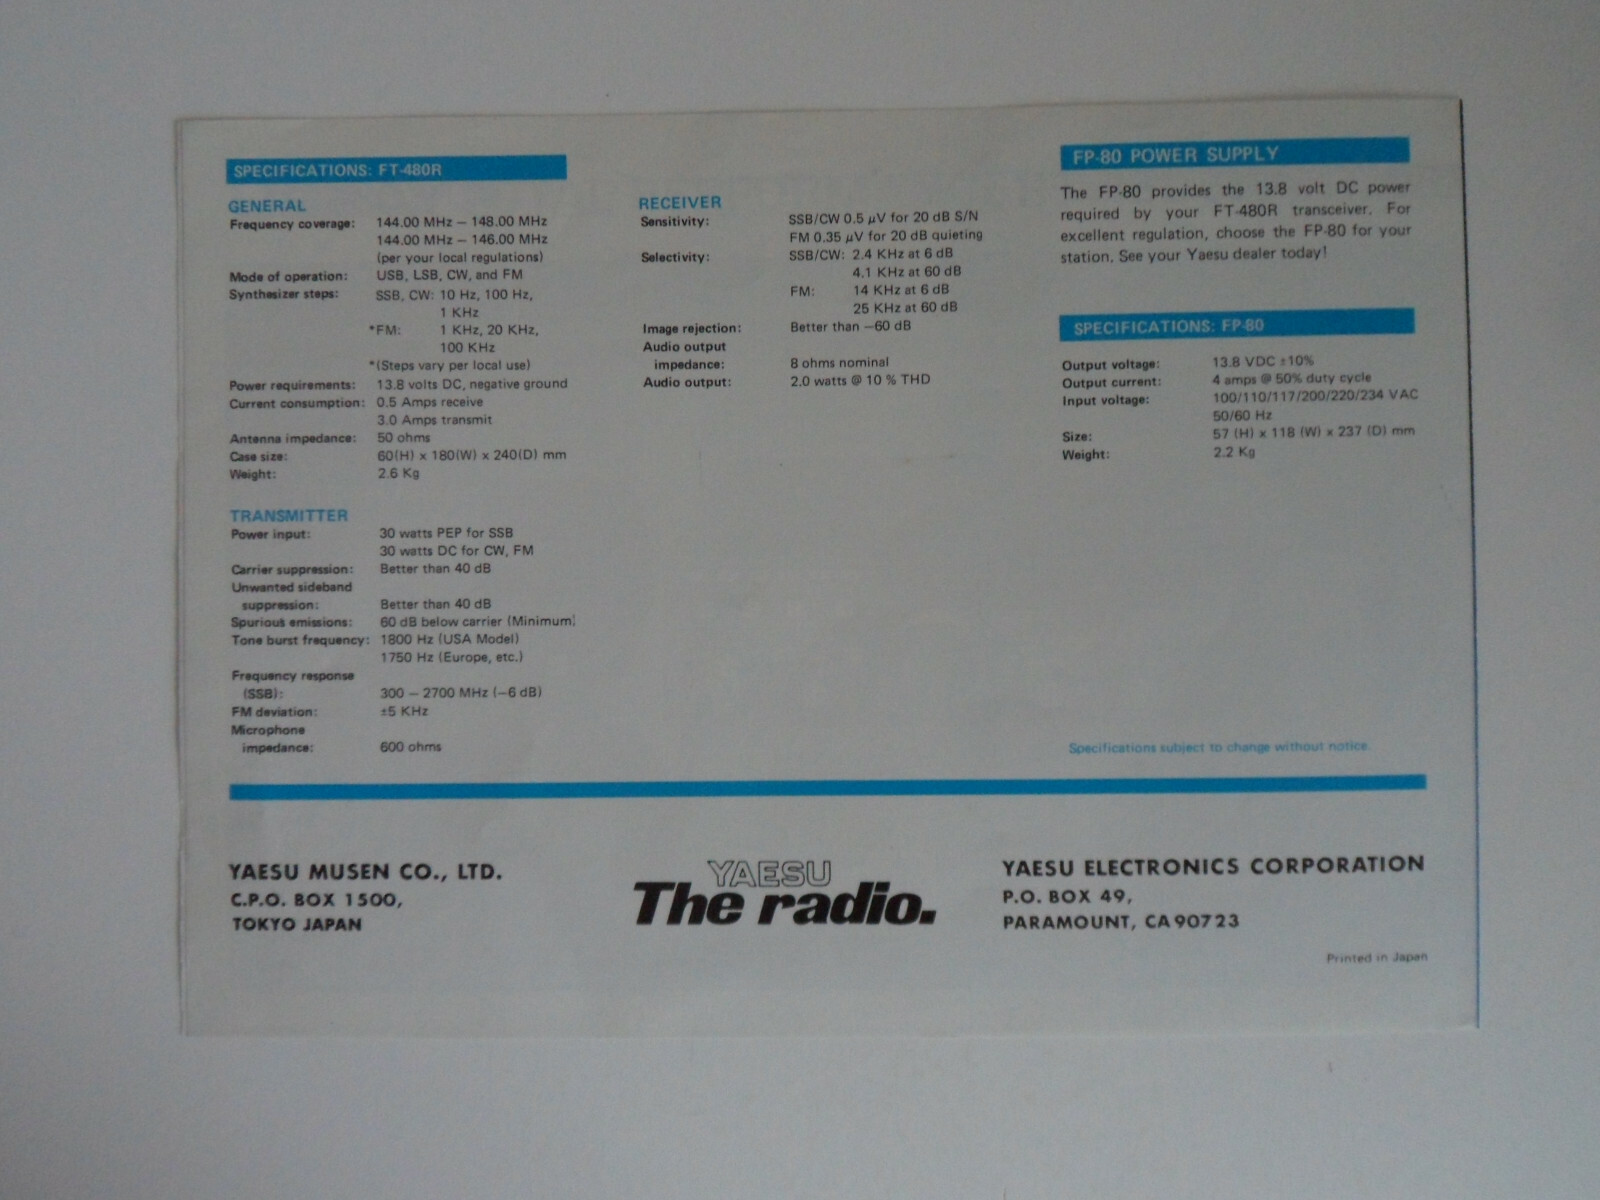 SPECIFICATIONS: FT-480R
GENERAL
Frequency coverage: 144.00 MHz – 148.00 MHz
144.00 MHz – 146.00 MHz
(per your local regulations)
Mode of operation: USB, LSB, CW, and FM
Synthesizer steps: SSB, CW: 10 Hz, 100 Hz,
1 KHz
*FM: 1 KHz, 20 KHz,
100 KHz
*(Steps vary per local use)
Power requirements: 13.8 volts DC, negative ground
Current consumption: 0.5 Amps receive
3.0 Amps transmit
Antenna impedance: 50 ohms
Case size: 60(H) x 180(W) x 240(D) mm
Weight: 2.6 Kg
TRANSMITTER
Power input: 30 watts PEP for SSB
30 watts DC for CW, FM
Carrier suppression: Better than 40 dB
Unwanted sideband
suppression: Better than 40 dB
Spurious emissions: 60 dB below carrier (Minimum)
Tone burst frequency: 1800 Hz (USA Model)
1750 Hz (Europe, etc.)
Frequency response
(SSB): 300 – 2700 MHz (–6 dB)
FM deviation: ±5 KHz
Microphone
impedance: 600 ohms
RECEIVER
Sensitivity: SSB/CW 0.5 µV for 20 dB S/N
FM 0.35 µV for 20 dB quieting
Selectivity: SSB/CW: 2.4 KHz at 6 dB
4.1 KHz at 60 dB
FM: 14 KHz at 6 dB
25 KHz at 60 dB
Image rejection: Better than –60 dB
Audio output
impedance: 8 ohms nominal
Audio output: 2.0 watts @ 10 % THD
FP-80 POWER SUPPLY
The FP-80 provides the 13.8 volt DC power
required by your FT-480R transceiver. For
excellent regulation, choose the FP-80 for your
station. See your Yaesu dealer today!
SPECIFICATIONS: FP-80
Output voltage: 13.8 VDC ±10%
Output current: 4 amps @ 50% duty cycle
Input voltage: 100/110/117/200/220/234 VAC
50/60 Hz
Size: 57 (H) x 118 (W) x 237 (D) mm
Weight: 2.2 Kg
Specifications subject to change without notice.
YAESU MUSEN CO., LTD.
C.P.O. BOX 1500,
TOKYO JAPAN
YAESU
The radio.
YAESU ELECTRONICS CORPORATION
P.O. BOX 49,
PARAMOUNT, CA 90723
Printed in Japan